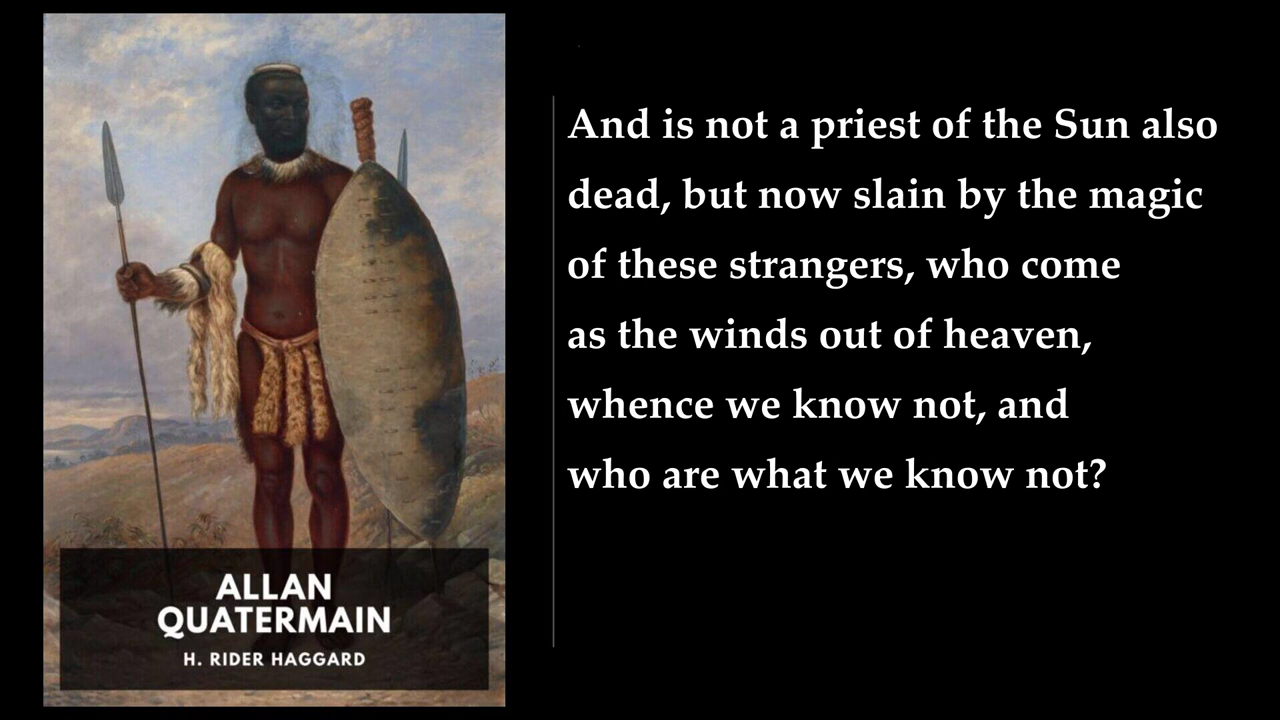 ALLAN
QUATERMAIN
H. RIDER HAGGARD
And is not a priest of the Sun also
dead, but now slain by the magic
of these strangers, who come
as the winds out of heaven,
whence we know not, and
who are what we know not?